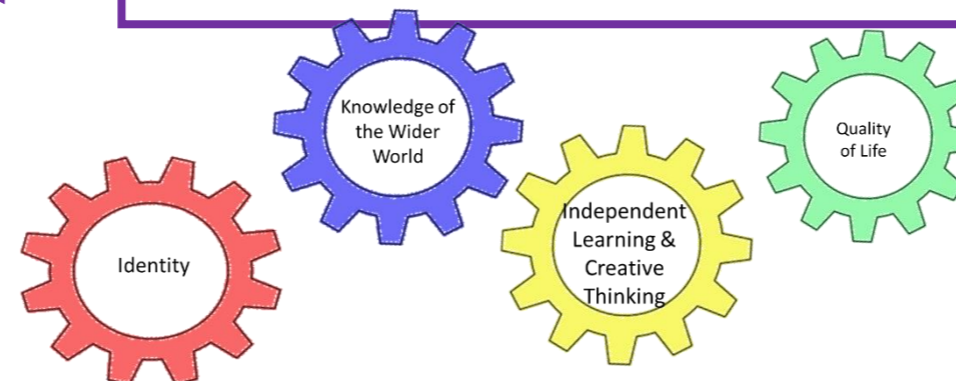 Identity
Knowledge of
the Wider
World
Independent
Learning &
Creative
Thinking
Quality
of Life